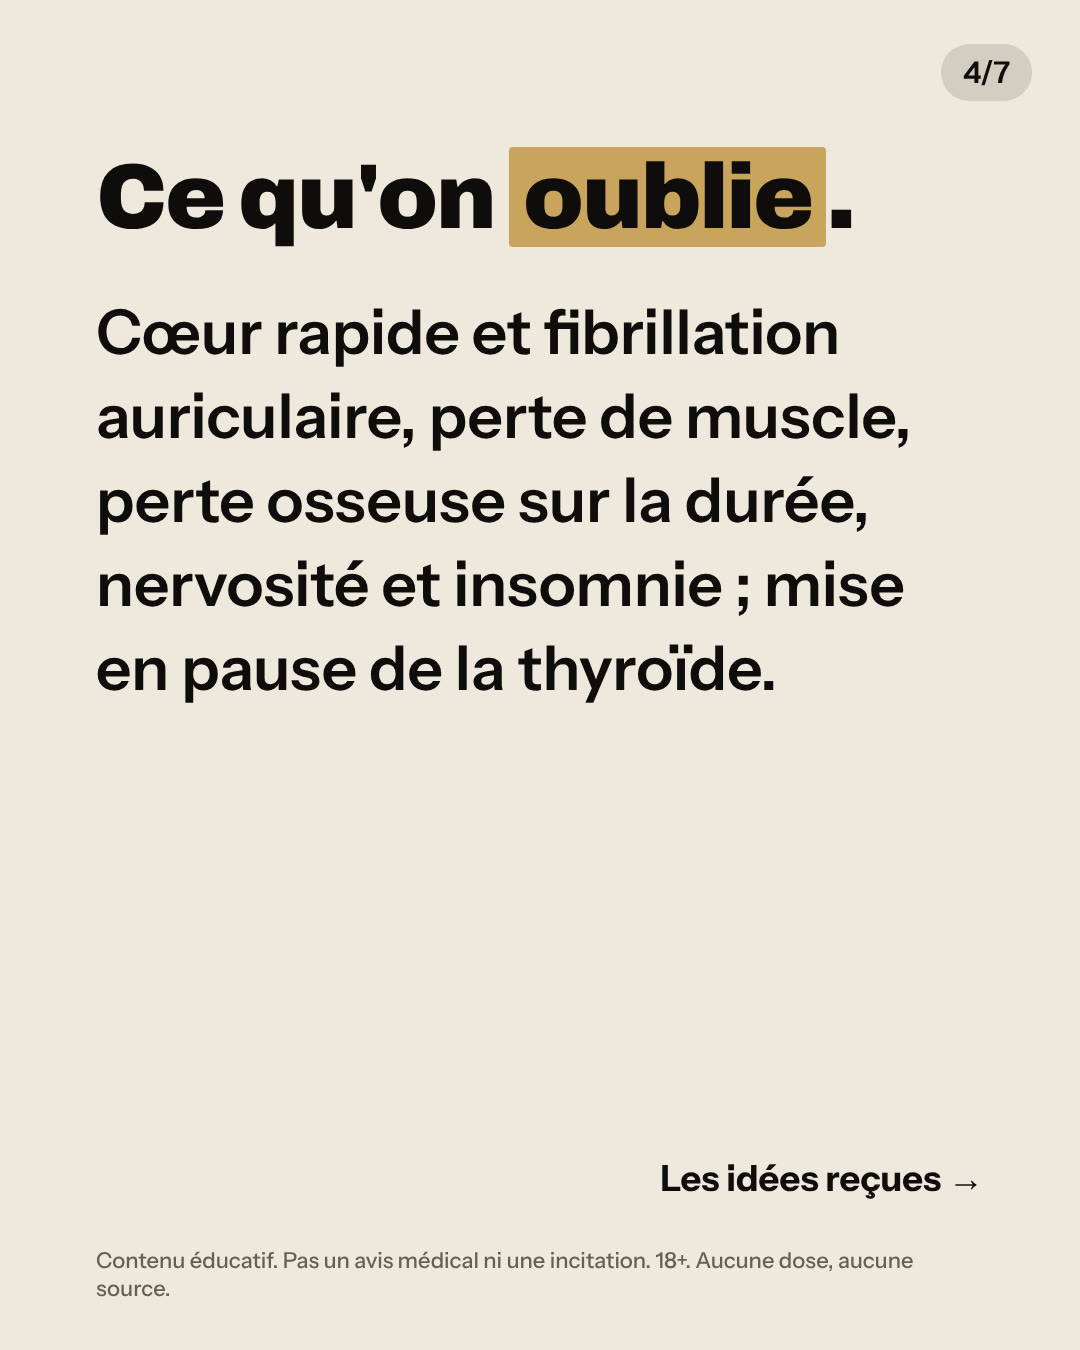 4/7
Ce qu'on oublie.
Cœur rapide et fibrillation
auriculaire, perte de muscle,
perte osseuse sur la durée,
nervosité et insomnie ; mise
en pause de la thyroïde.
Les idées reçues →
Contenu éducatif. Pas un avis médical ni une incitation. 18+. Aucune dose, aucune
source.